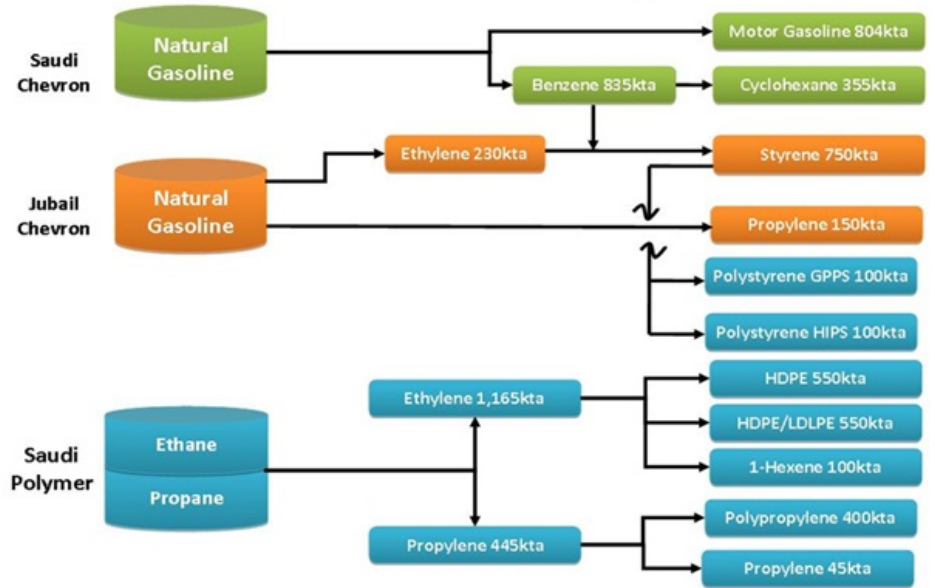 Saudi
Chevron
Natural
Gasoline
Motor Gasoline 804kta
Benzene 835kta
Cyclohexane 355kta
Jubail
Chevron
Natural
Gasoline
Ethylene 230kta
Styrene 750kta
Propylene 150kta
Polystyrene GPPS 100kta
Polystyrene HIPS 100kta
Saudi
Polymer
Ethane
Propane
Ethylene 1,165kta
HDPE 550kta
HDPE/LDLPE 550kta
1-Hexene 100kta
Propylene 445kta
Polypropylene 400kta
Propylene 45kta